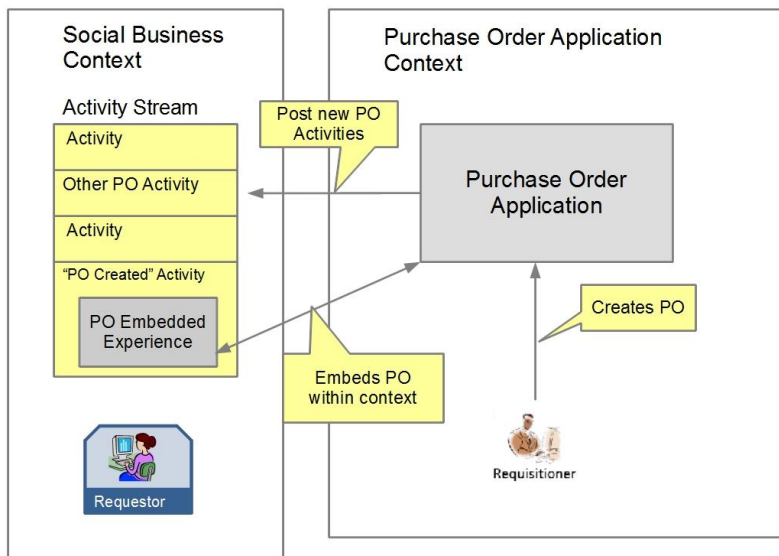 Social Business
Context
Purchase Order Application
Context
Activity Stream
Activity
Other PO Activity
Activity
“PO Created” Activity
PO Embedded
Experience
Post new PO
Activities
Purchase Order
Application
Creates PO
Embeds PO
within context
Requestor
Requisitioner